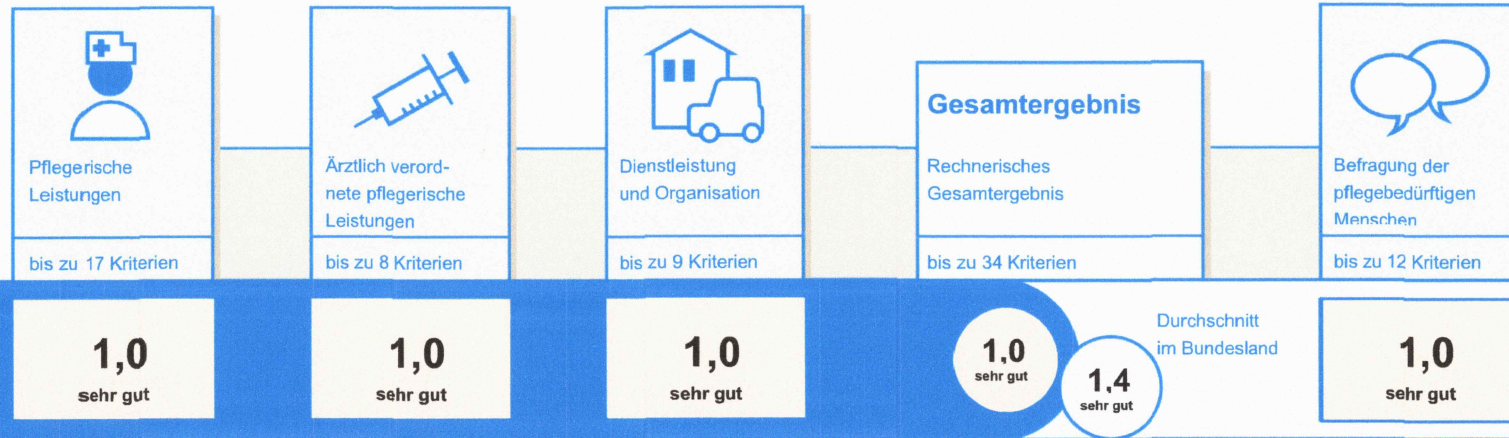 Pflegerische
Leistungen
bis zu 17 Kriterien
1,0
sehr gut
Ärztlich verord-
nete pflegerische
Leistungen
bis zu 8 Kriterien
1,0
sehr gut
Dienstleistung
und Organisation
bis zu 9 Kriterien
1,0
sehr gut
Gesamtergebnis
Rechnerisches
Gesamtergebnis
bis zu 34 Kriterien
1,0
sehr gut
Durchschnitt
im Bundesland
1,4
sehr gut
Befragung der
pflegebedürftigen
Menschen
bis zu 12 Kriterien
1,0
sehr gut